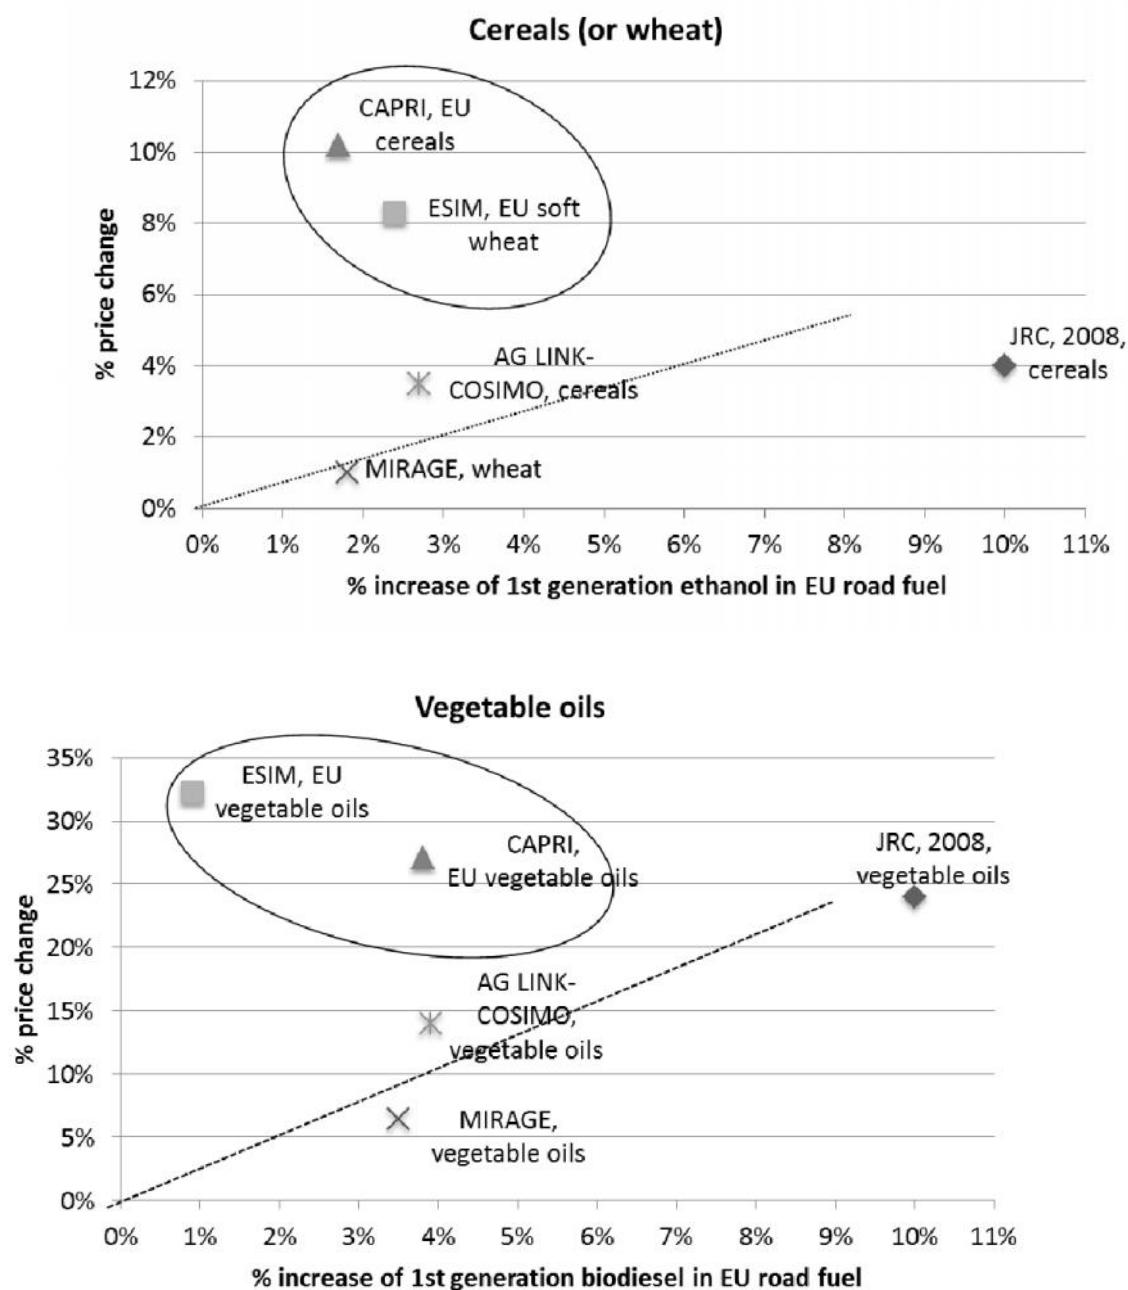 Cereals (or wheat)
12%
10%
8%
6%
4%
2%
0%
% price change
CAPRI, EU
cereals
ESIM, EU soft
wheat
AG LINK-
COSIMO, cereals
JRC, 2008,
cereals
MIRAGE, wheat
0% 1% 2% 3% 4% 5% 6% 7% 8% 9% 10% 11%
% increase of 1st generation ethanol in EU road fuel
Vegetable oils
35%
30%
25%
20%
15%
10%
5%
0%
% price change
ESIM, EU
vegetable oils
CAPRI,
EU vegetable oils
JRC, 2008,
vegetable oils
AG LINK-
COSIMO,
vegetable oils
MIRAGE,
vegetable oils
0% 1% 2% 3% 4% 5% 6% 7% 8% 9% 10% 11%
% increase of 1st generation biodiesel in EU road fuel